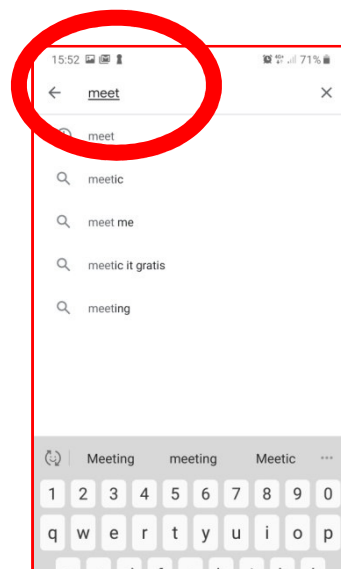 15:52 71%
meet
meet
meetic
meet me
meetic it gratis
meeting
Meeting meeting Meetic
1 2 3 4 5 6 7 8 9 0
q w e r t y u i o p